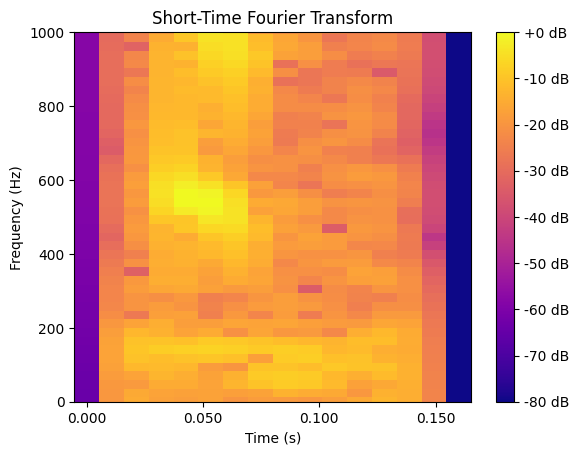 Short-Time Fourier Transform
1000
800
600
400
200
0
Frequency (Hz)
0.000
0.050
0.100
0.150
Time (s)
+0 dB
-10 dB
-20 dB
-30 dB
-40 dB
-50 dB
-60 dB
-70 dB
-80 dB